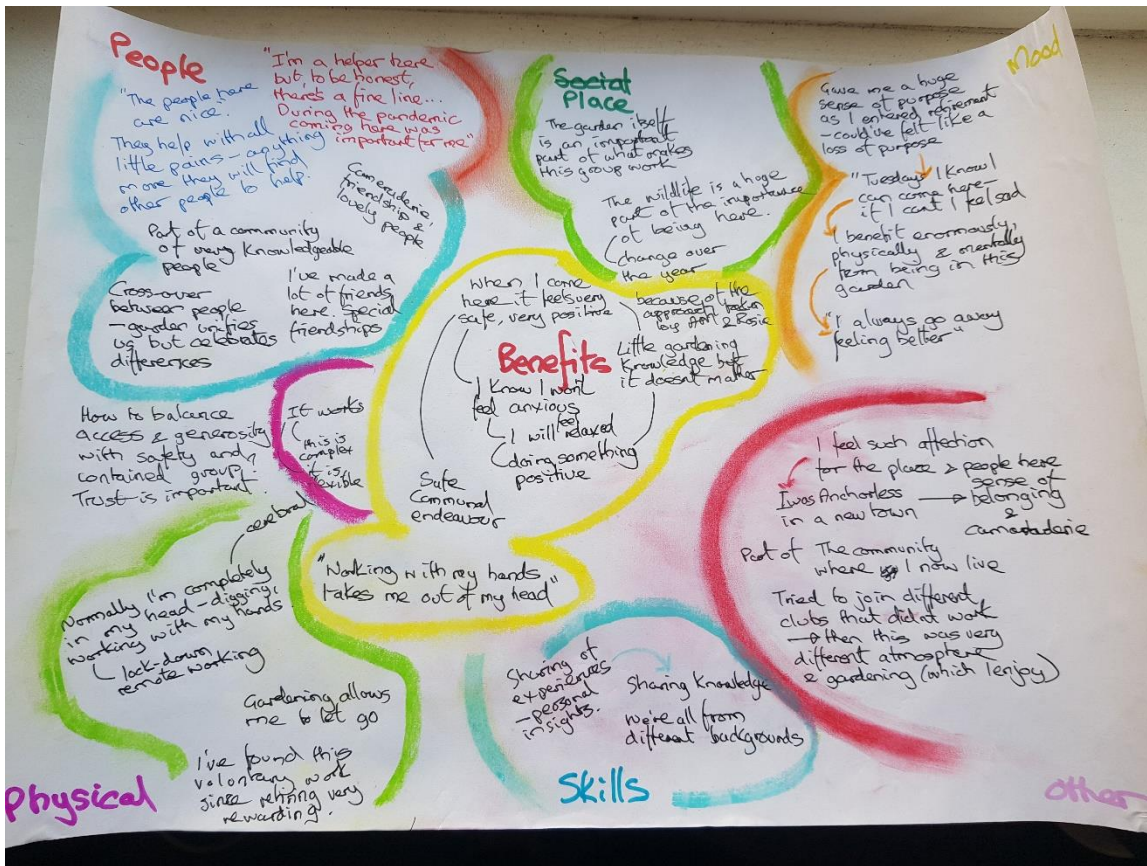 People
"The people here
are nice".
They help with all
little pains – anything
more they will find
other people to help.
"I'm a helper here
but, to be honest,
there's a fine line...
During the pandemic
coming here was
important for me"
Camaraderie,
friendship &
lovely people
Part of a community
of very knowledgeable
people
Cross-over
between people
– garden unifies
us but celebrates
differences
I've made a
lot of friends
here. Special
friendships
Social
Place
The garden itself
is an important
part of what makes
this group work
The wildlife is a huge
part of the importance
of being
here.
change over
the year
Mood
Gave me a huge
sense of purpose
as I entered retirement
– could've felt like a
loss of purpose
"Tuesdays I know I
can come here –
if I can't I feel sad
I benefit enormously,
physically & mentally
from being in this
garden
"I always go away
feeling better"
Benefits
When I come
here it feels very
safe, very positive
because of the
approach taken
by & Rosie
Little gardening
knowledge but
it doesn't matter
I know I won't
feel anxious
feel
I will relaxed
doing something
positive
Safe
communal
endeavour
"Working with my hands
takes me out of my head"
How to balance
access & generosity
with safety and
contained group?
Trust is important.
It works
this is
complex
it is
flexible
cerebral
Normally I'm completely
in my head – digging,
working with my hands.
lock-down
remote working
Gardening allows
me to let go
I've found this
voluntary work
since retiring very
rewarding.
Physical
Sharing of
experiences
– personal
insights.
Sharing Knowledge
we're all from
different backgrounds
Skills
I feel such affection
for the place & people here
I was Anchorless
in a new town
sense of
belonging
&
camaraderie
Part of The community
where I now live
Tried to join different
clubs that didn't work
→ then this was very
different atmosphere
& gardening (which I enjoy)
Other